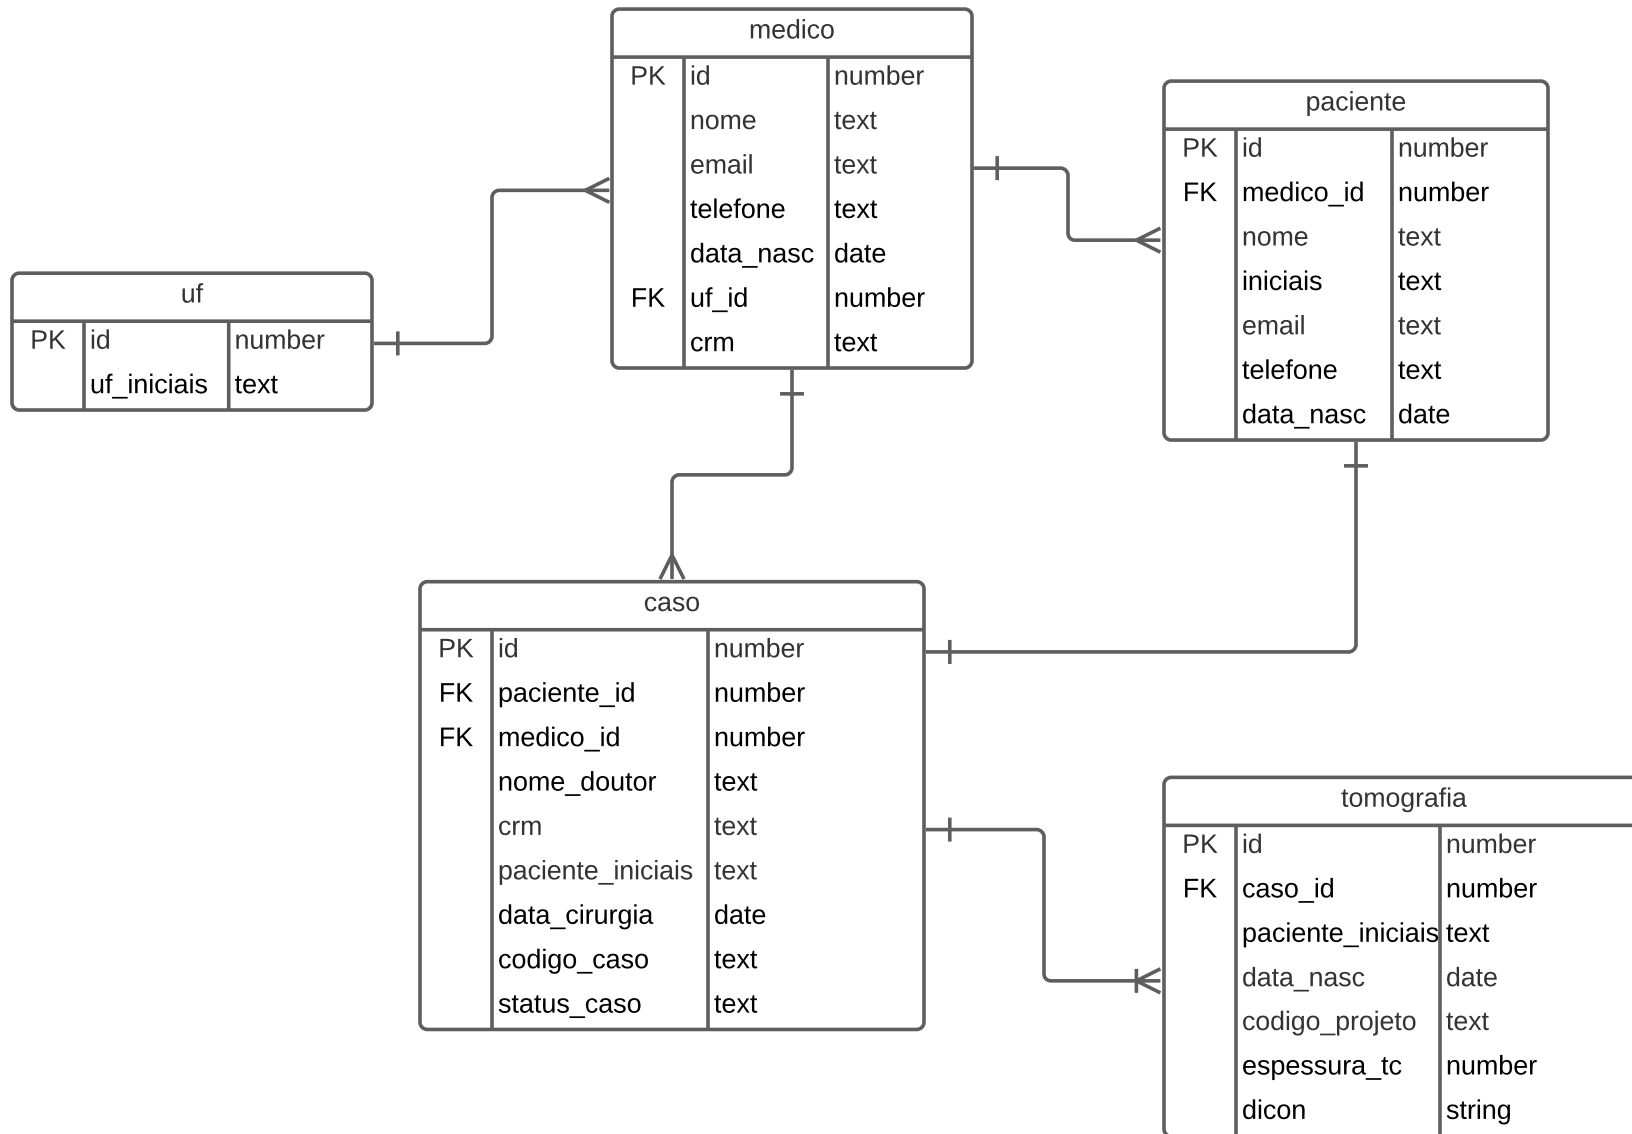 medico
PK id number
nome text
email text
telefone text
data_nasc date
FK uf_id number
crm text
paciente
PK id number
FK medico_id number
nome text
iniciais text
email text
telefone text
data_nasc date
uf
PK id number
uf_iniciais text
caso
PK id number
FK paciente_id number
FK medico_id number
nome_doutor text
crm text
paciente_iniciais text
data_cirurgia date
codigo_caso text
status_caso text
tomografia
PK id number
FK caso_id number
paciente_iniciais text
data_nasc date
codigo_projeto text
espessura_tc number
dicon string